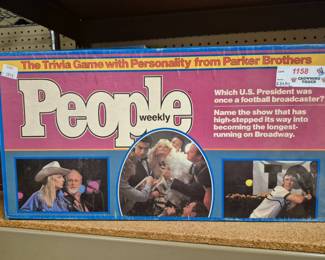 The Trivia Game with Personality from Parker Brothers
1158
People
weekly
Which U.S. President was
once a football broadcaster?
Name the show that has
high-stepped its way into
becoming the longest-
running on Broadway.